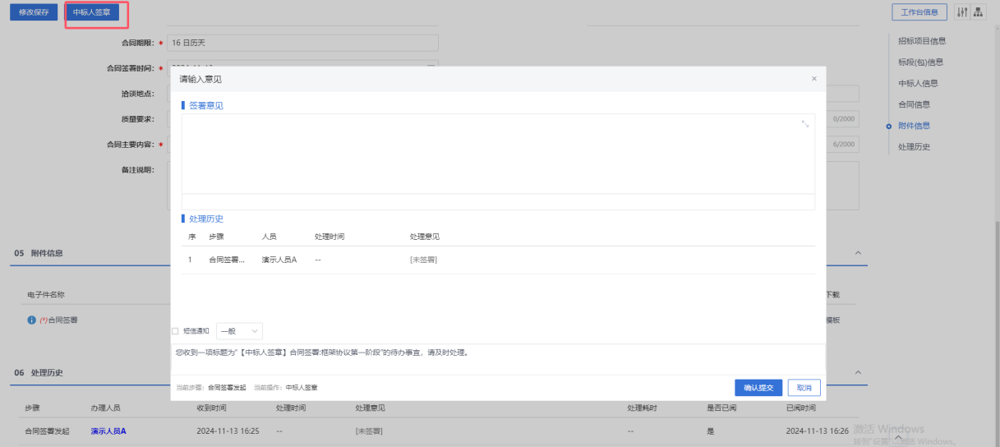 修改保存 中标人签章 工作台信息
合同期限： * 16 日历天
招标项目信息
合同签署时间： *
标段(包)信息
请输入意见 ×
中标人信息
洽谈地点：
签署意见
合同信息
质量要求： 0/2000
附件信息
合同主要内容： * 6/2000
处理历史
备注说明：
处理历史
序 步骤 人员 处理时间 处理意见
1 合同签署... 演示人员A -- [未签署]
05 附件信息
电子件名称 下载
(*)合同签署 模板
短信通知 一般
您收到一项标题为"【中标人签章】合同签署:框架协议第一阶段"的待办事宜，请及时处理。
06 处理历史
当前步骤：合同签署发起 当前操作：中标人签章 确认提交 取消
步骤 办理人员 收到时间 处理时间 处理意见 处理耗时 是否已阅 已阅时间
合同签署发起 演示人员A 2024-11-13 16:25 -- [未签署] -- 是 2024-11-13 16:26
激活 Windows